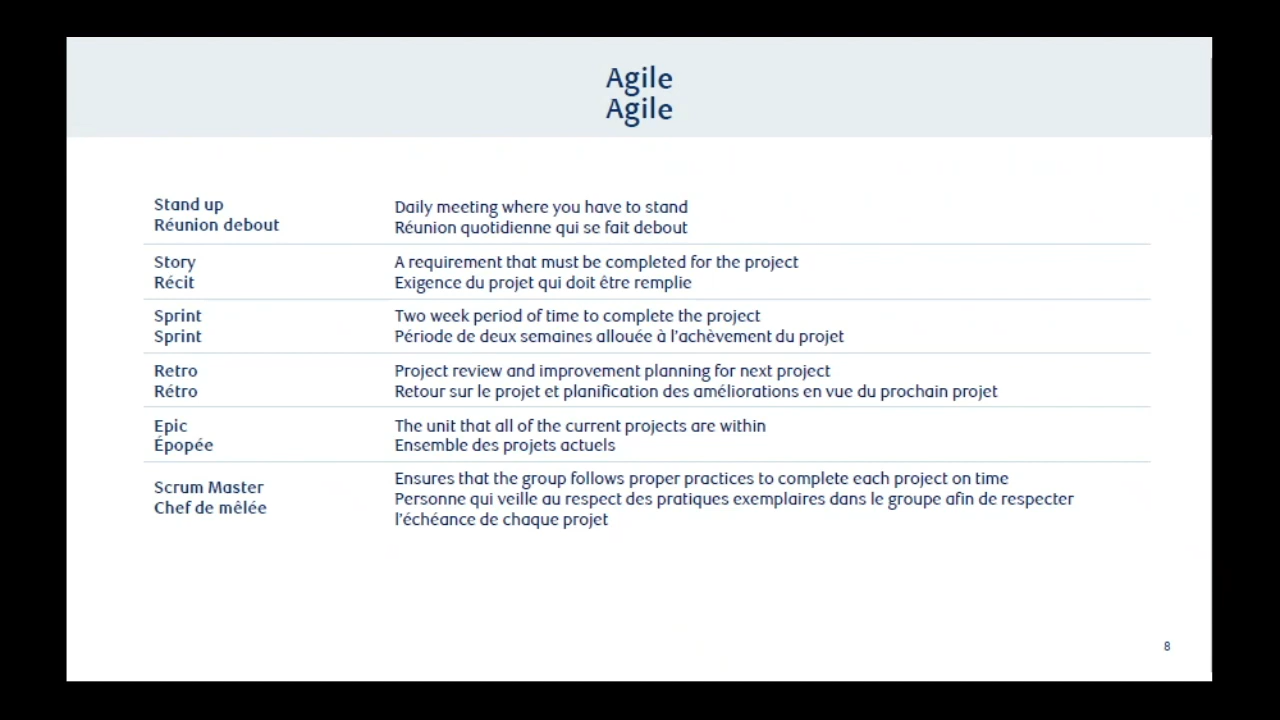 Agile
Agile
Stand up
Réunion debout
Daily meeting where you have to stand
Réunion quotidienne qui se fait debout
Story
Récit
A requirement that must be completed for the project
Exigence du projet qui doit être remplie
Sprint
Sprint
Two week period of time to complete the project
Période de deux semaines allouée à l'achèvement du projet
Retro
Rétro
Project review and improvement planning for next project
Retour sur le projet et planification des améliorations en vue du prochain projet
Epic
Épopée
The unit that all of the current projects are within
Ensemble des projets actuels
Scrum Master
Chef de mêlée
Ensures that the group follows proper practices to complete each project on time
Personne qui veille au respect des pratiques exemplaires dans le groupe afin de respecter
l'échéance de chaque projet
8